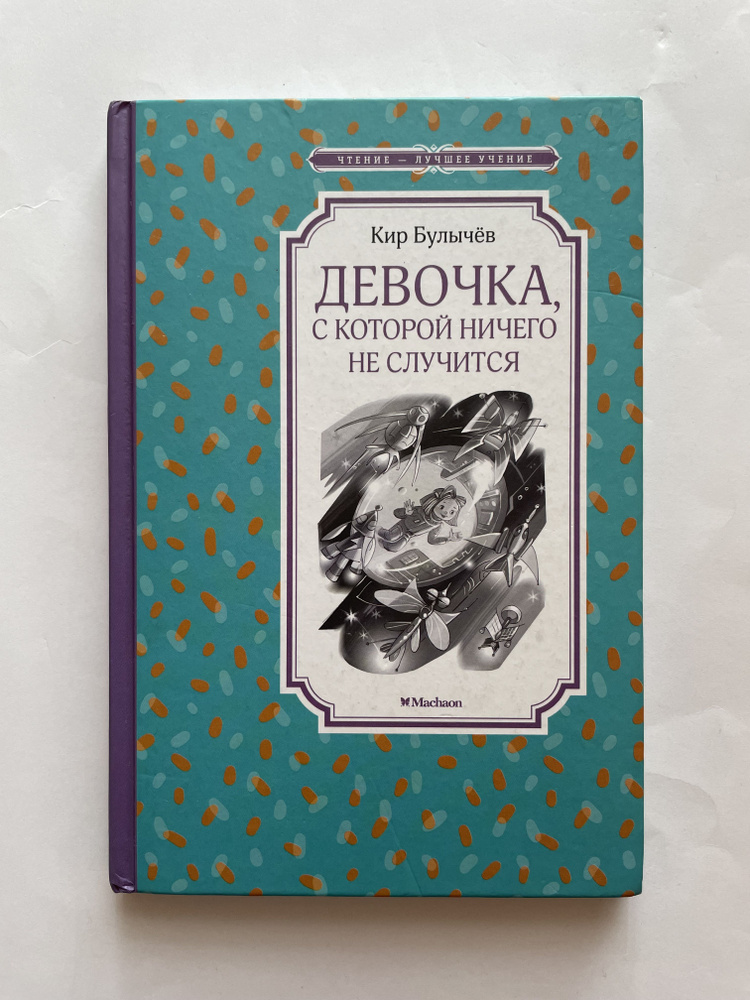 ЧТЕНИЕ — ЛУЧШЕЕ УЧЕНИЕ
Кир Булычёв
ДЕВОЧКА,
С КОТОРОЙ НИЧЕГО
НЕ СЛУЧИТСЯ
Machaon